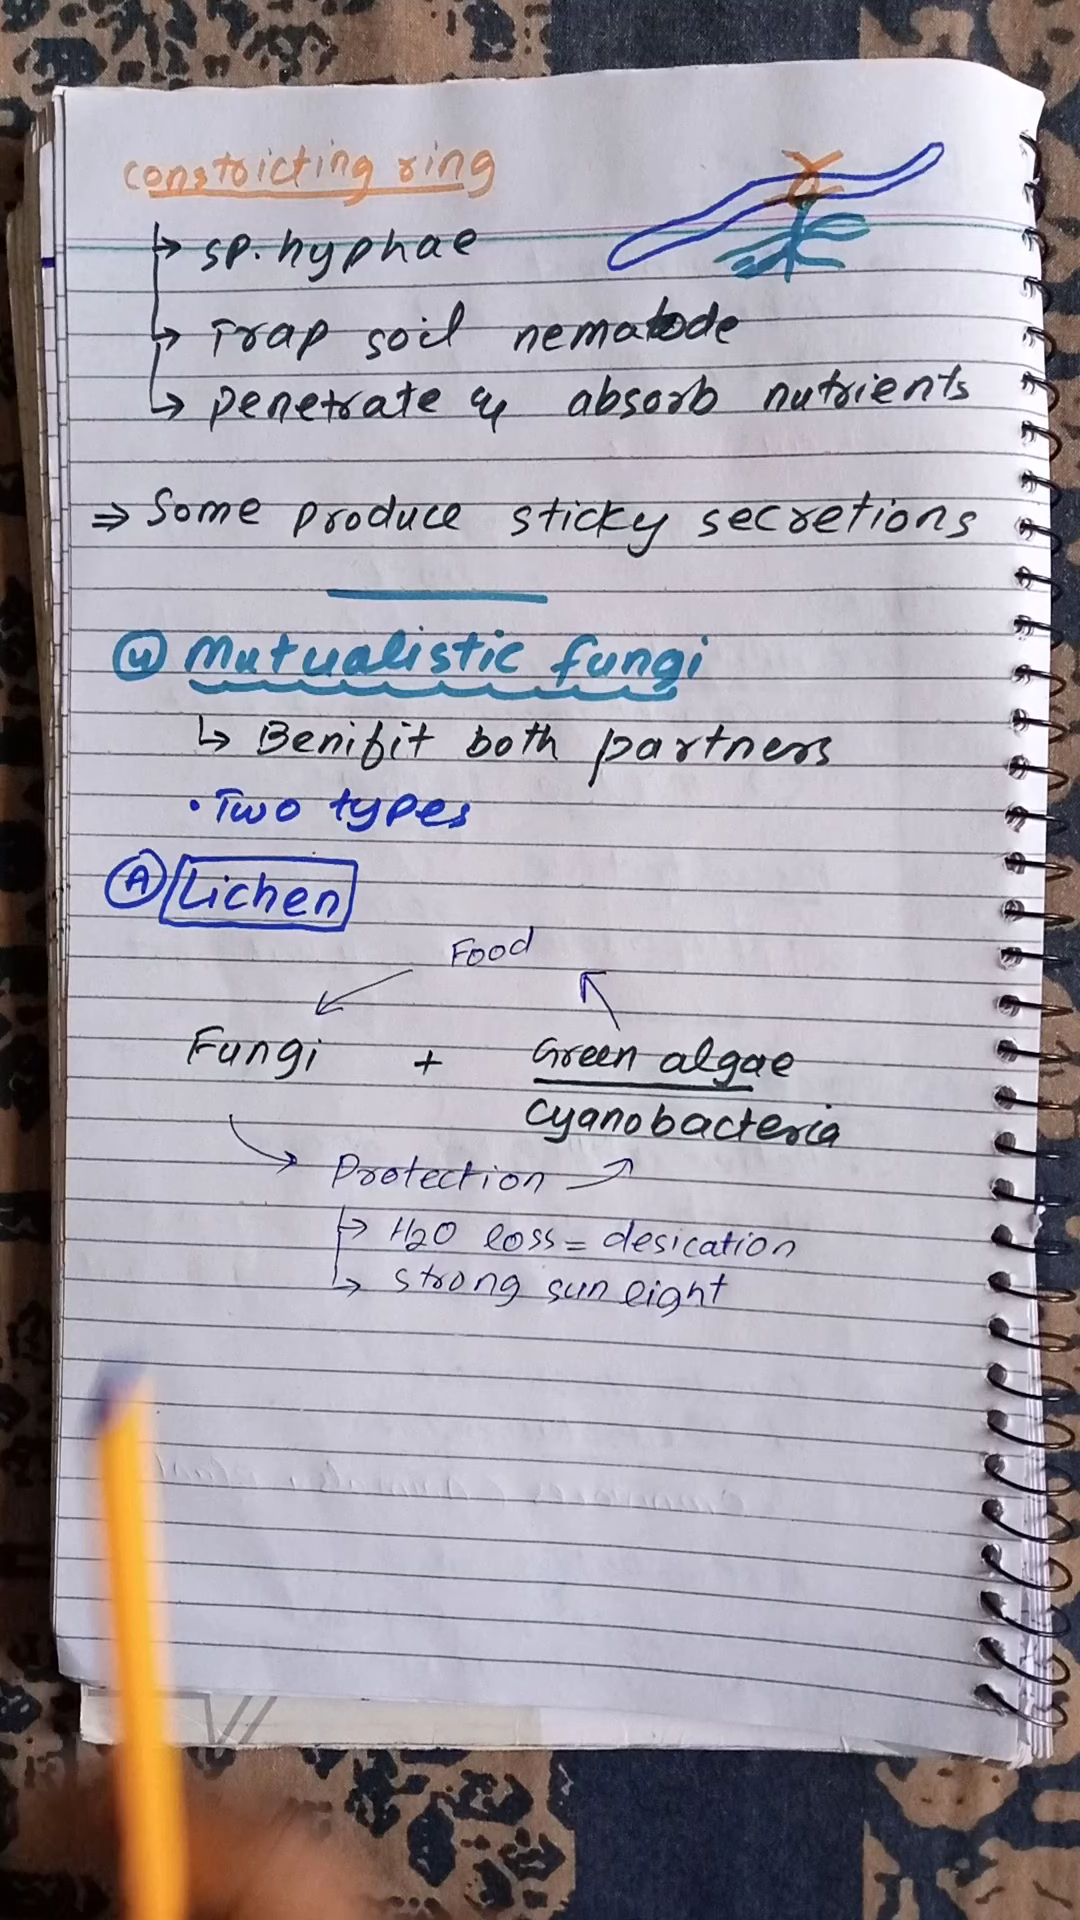 constricting ring
↳ sp. hyphae
↳ Trap soil nematode
↳ Penetrate & absorb nutrients
⇒ Some produce sticky secretions
④ Mutualistic fungi
↳ Benifit both partners
• Two types
Ⓐ Lichen
Food
Fungi + Green algae
Cyanobacteria
Protection
↳ H2O loss = desication
↳ strong sun light